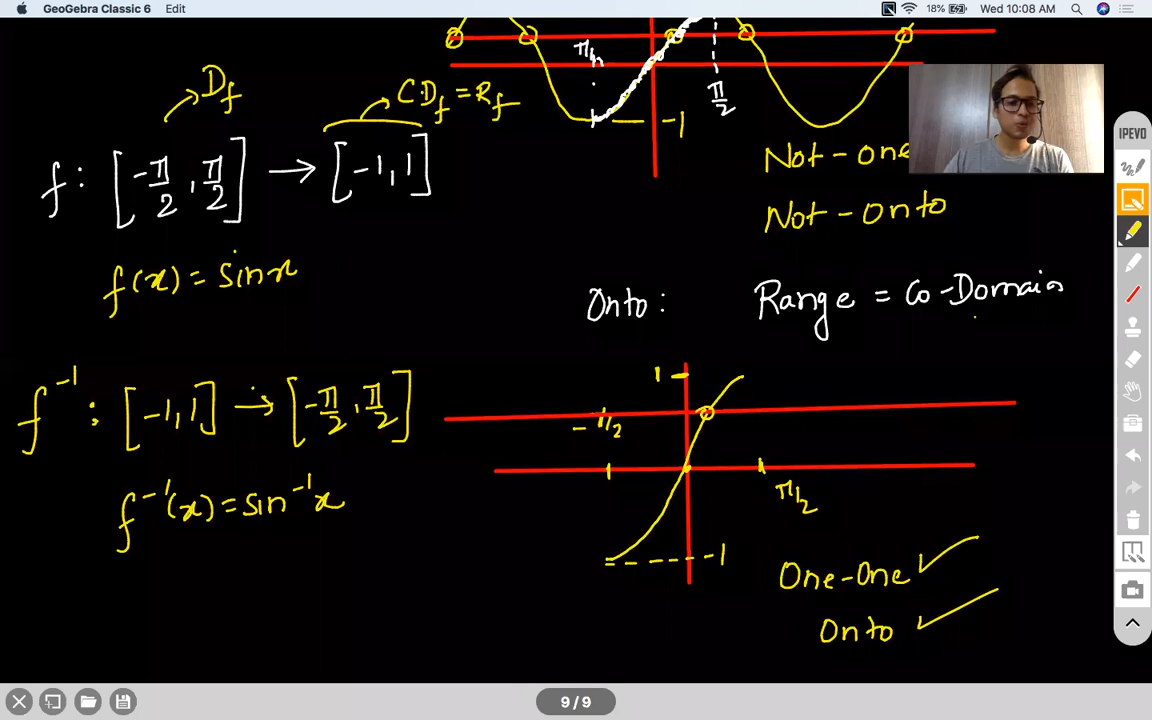 GeoGebra Classic 6 Edit 18% Wed 10:08 AM
π/2
π/2
-1
D_f
C.D_f = R_f
f: [-π/2, π/2] → [-1, 1]
f(x) = sin x
Not - one
Not - onto
Onto: Range = Co-Domain
f⁻¹: [-1, 1] → [-π/2, π/2]
f⁻¹(x) = sin⁻¹x
1
-π/2
π/2
-1
One-One ✓
Onto ✓
IPEVO
9 / 9